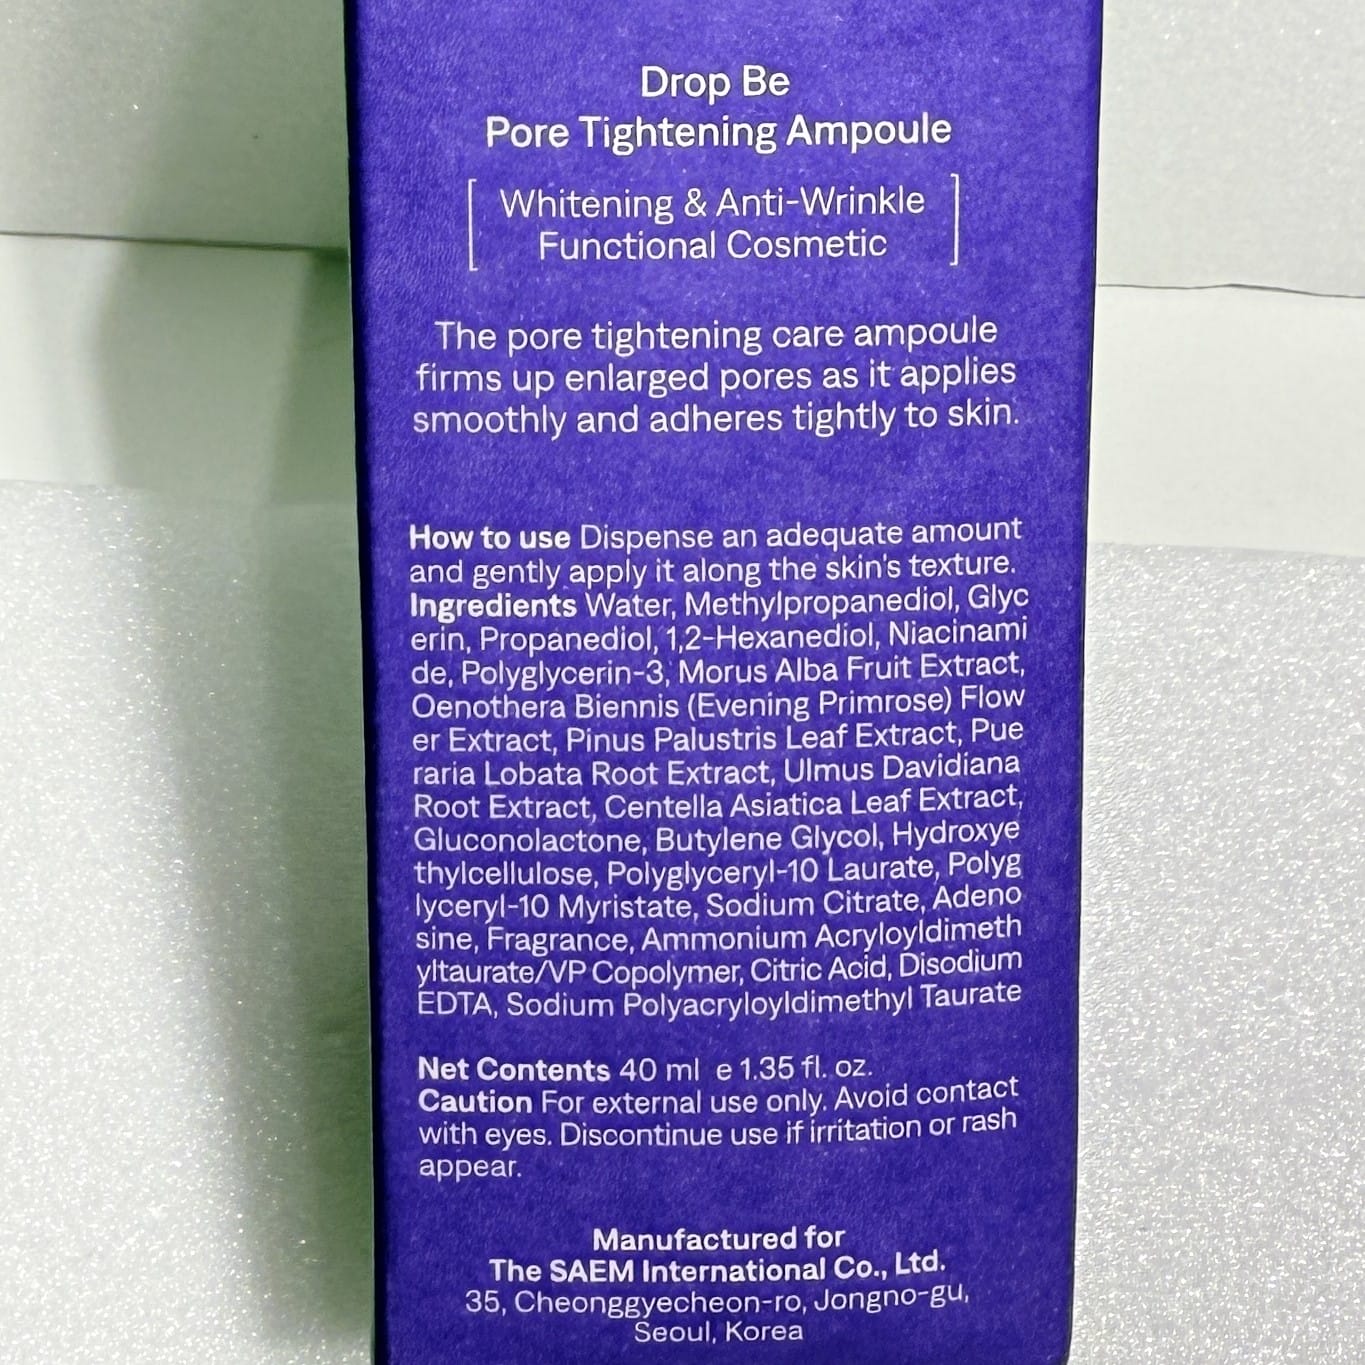 Drop Be
Pore Tightening Ampoule
Whitening & Anti-Wrinkle
Functional Cosmetic
The pore tightening care ampoule
firms up enlarged pores as it applies
smoothly and adheres tightly to skin.
How to use Dispense an adequate amount
and gently apply it along the skin's texture.
Ingredients Water, Methylpropanediol, Glyc
erin, Propanediol, 1,2-Hexanediol, Niacinami
de, Polyglycerin-3, Morus Alba Fruit Extract,
Oenothera Biennis (Evening Primrose) Flow
er Extract, Pinus Palustris Leaf Extract, Pue
raria Lobata Root Extract, Ulmus Davidiana
Root Extract, Centella Asiatica Leaf Extract,
Gluconolactone, Butylene Glycol, Hydroxye
thylcellulose, Polyglyceryl-10 Laurate, Polyg
lyceryl-10 Myristate, Sodium Citrate, Adeno
sine, Fragrance, Ammonium Acryloyldimeth
yltaurate/VP Copolymer, Citric Acid, Disodium
EDTA, Sodium Polyacryloyldimethyl Taurate
Net Contents 40 ml e 1.35 fl. oz.
Caution For external use only. Avoid contact
with eyes. Discontinue use if irritation or rash
appear.
Manufactured for
The SAEM International Co., Ltd.
35, Cheonggyecheon-ro, Jongno-gu,
Seoul, Korea